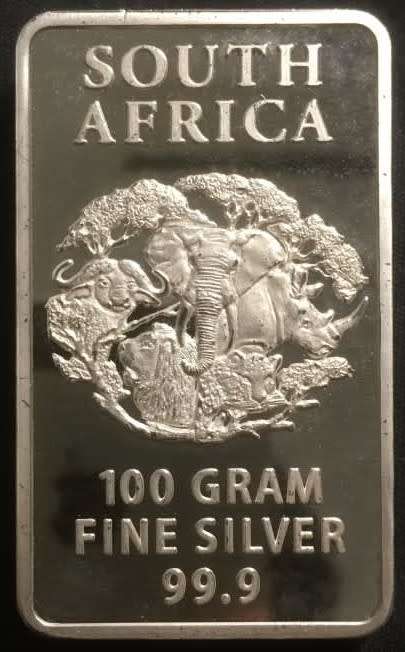 SOUTH
AFRICA
100 GRAM
FINE SILVER
99.9